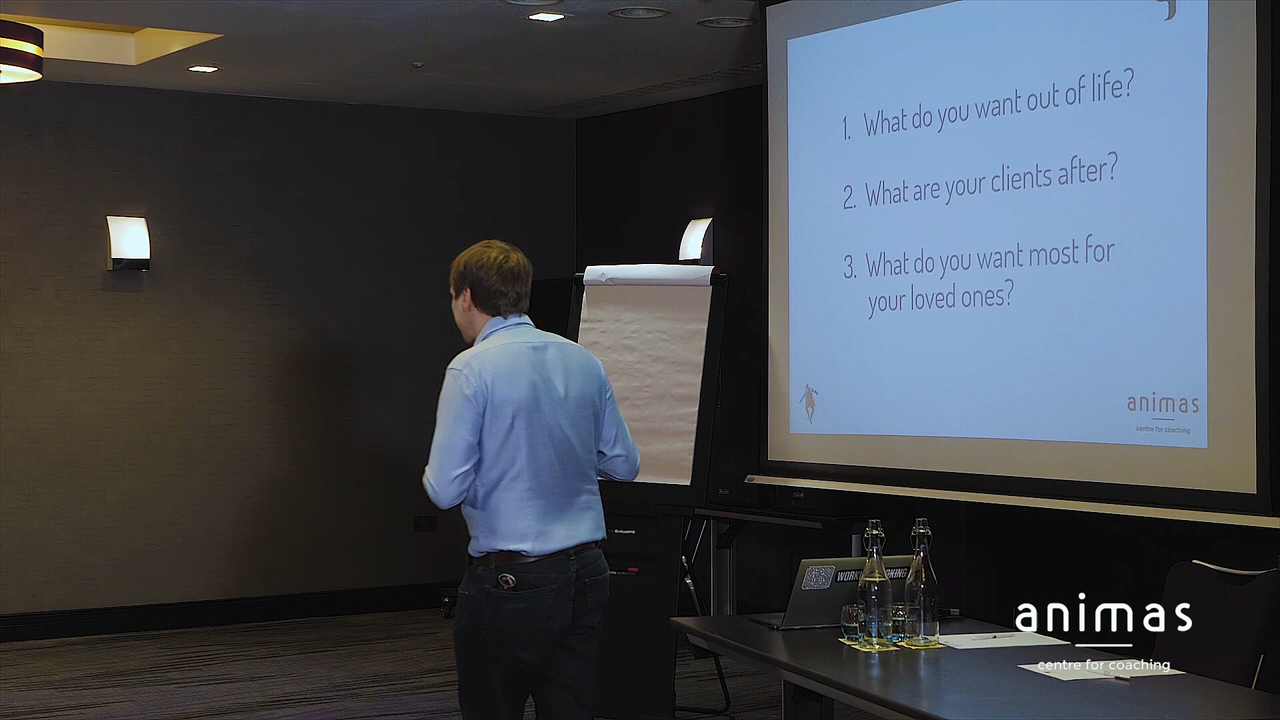 1. What do you want out of life?
2. What are your clients after?
3. What do you want most for
your loved ones?
animas
centre for coaching
animas
centre for coaching